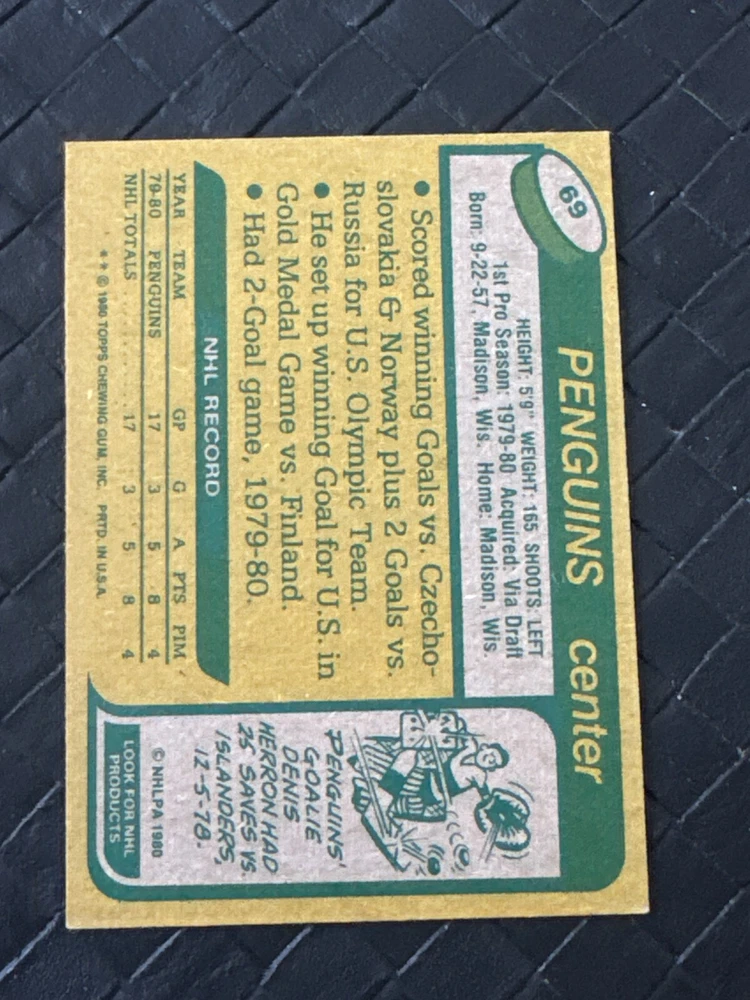 69
PENGUINS center
HEIGHT: 5'9" WEIGHT: 165 SHOOTS: LEFT
1st Pro Season: 1979-80 Acquired: Via Draft
Born: 9-22-57, Madison, Wis. Home: Madison, Wis.
● Scored winning Goals vs. Czecho-
slovakia & Norway plus 2 Goals vs.
Russia for U.S. Olympic Team.
● He set up winning Goal for U.S. in
Gold Medal Game vs. Finland.
● Had 2-Goal game, 1979-80.
NHL RECORD
YEAR TEAM GP G A PTS PIM
79-80 PENGUINS 17 3 5 8 4
NHL TOTALS 17 3 5 8 4
* * © 1980 TOPPS CHEWING GUM, INC. PRTD. IN U.S.A.
PENGUINS'
GOALIE
DENIS
HERRON HAD
25 SAVES VS.
ISLANDERS,
12-5-78.
© NHLPA 1980
LOOK FOR NHL
PRODUCTS